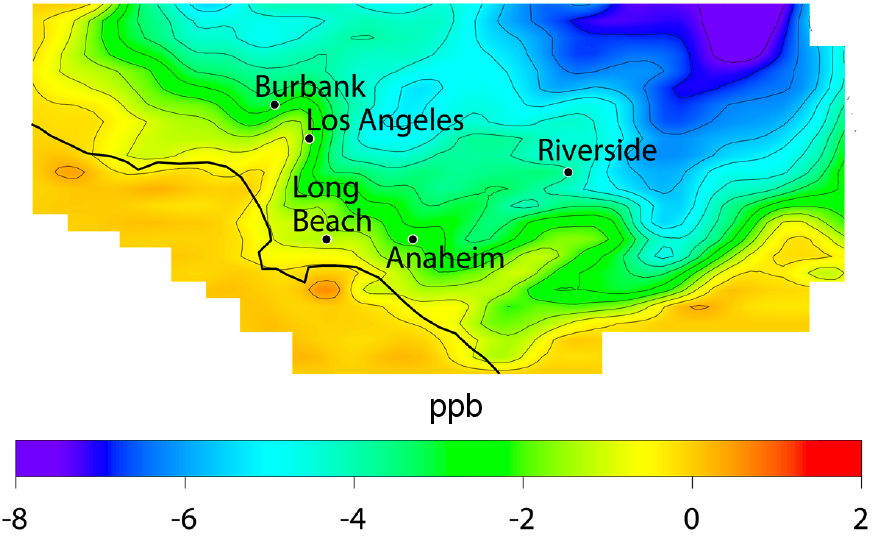 Burbank
Los Angeles
Riverside
Long
Beach
Anaheim
ppb
-8 -6 -4 -2 0 2